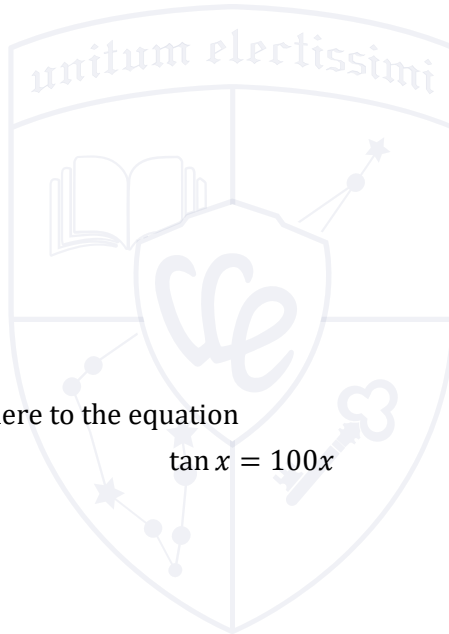 unitum electissimi
ere to the equation
tan x = 100x